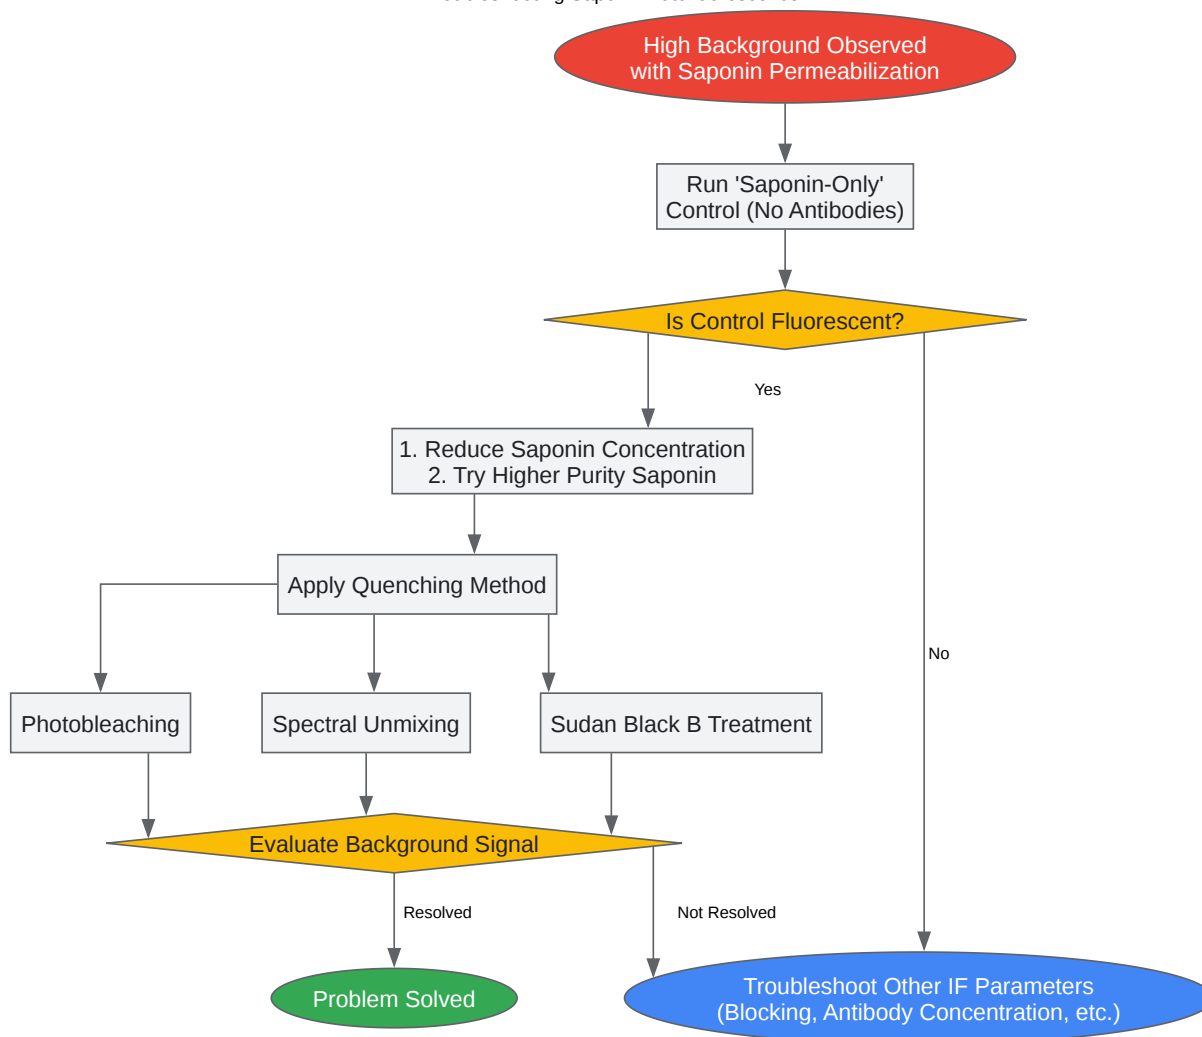 High Background Observed
with Saponin Permeabilization
Run 'Saponin-Only'
Control (No Antibodies)
Is Control Fluorescent?
Yes
1. Reduce Saponin Concentration
2. Try Higher Purity Saponin
Apply Quenching Method
No
Photobleaching
Spectral Unmixing
Sudan Black B Treatment
Evaluate Background Signal
Resolved
Not Resolved
Problem Solved
Troubleshoot Other IF Parameters
(Blocking, Antibody Concentration, etc.)